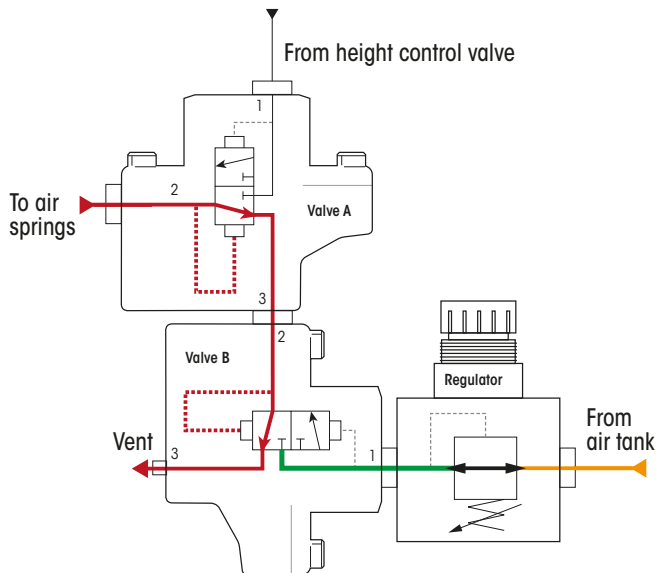 From height control valve
1
2
To air
springs
Valve A
3
2
Valve B
Regulator
From
air tank
Vent
3
1